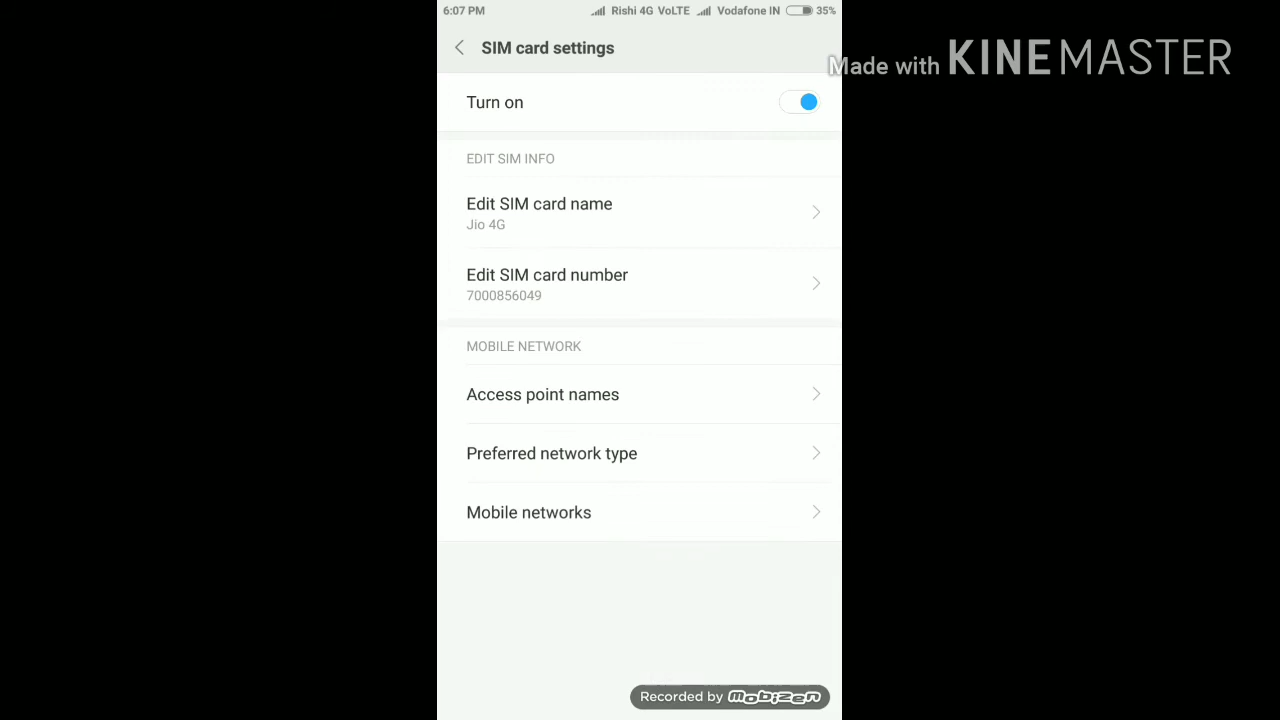 6:07 PM Rishi 4G VoLTE Vodafone IN 35%
SIM card settings
Made with KINEMASTER
Turn on
EDIT SIM INFO
Edit SIM card name
Jio 4G
Edit SIM card number
7000856049
MOBILE NETWORK
Access point names
Preferred network type
Mobile networks
Recorded by mobizen